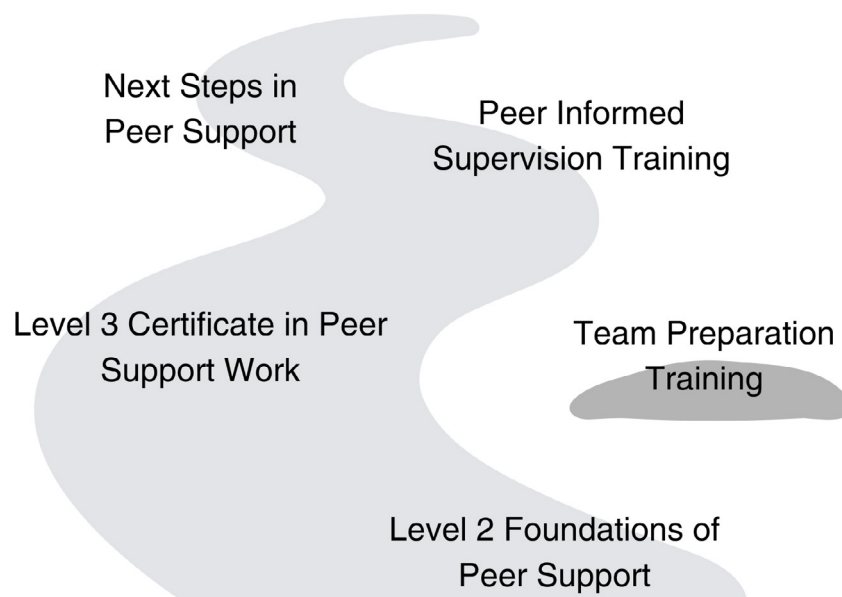 Next Steps in
Peer Support
Peer Informed
Supervision Training
Level 3 Certificate in Peer
Support Work
Team Preparation
Training
Level 2 Foundations of
Peer Support